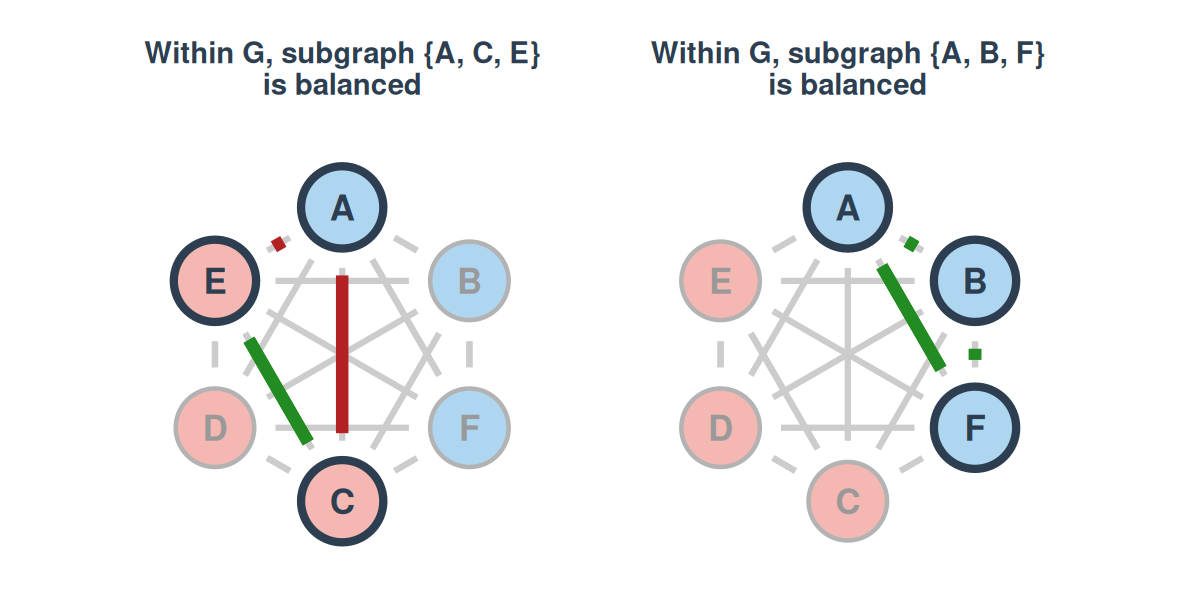 Within G, subgraph {A, C, E}
is balanced
A
E
B
D
F
C
Within G, subgraph {A, B, F}
is balanced
A
E
B
D
F
C